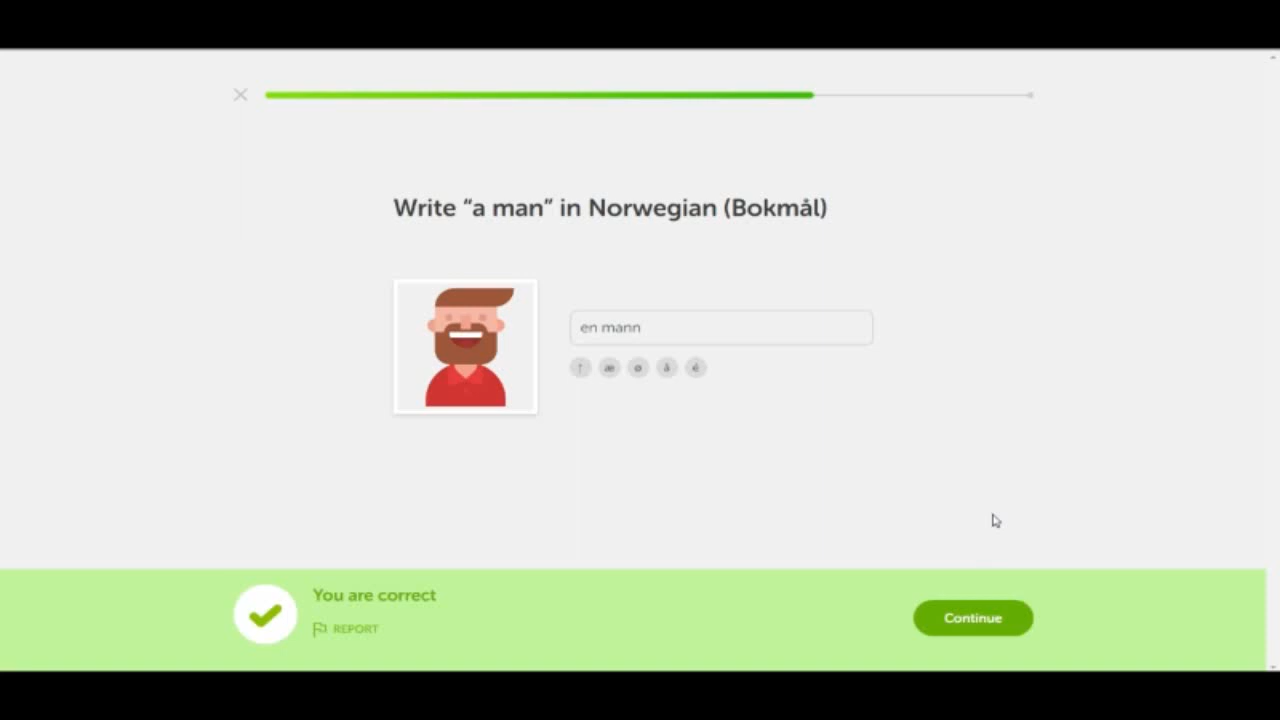 Write “a man” in Norwegian (Bokmål)
en mann
↑ æ ø å é
You are correct
REPORT
Continue